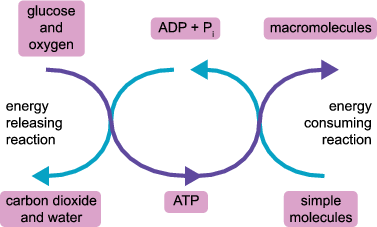 glucose
and
oxygen
ADP + Pi
macromolecules
energy
releasing
reaction
energy
consuming
reaction
carbon dioxide
and water
ATP
simple
molecules